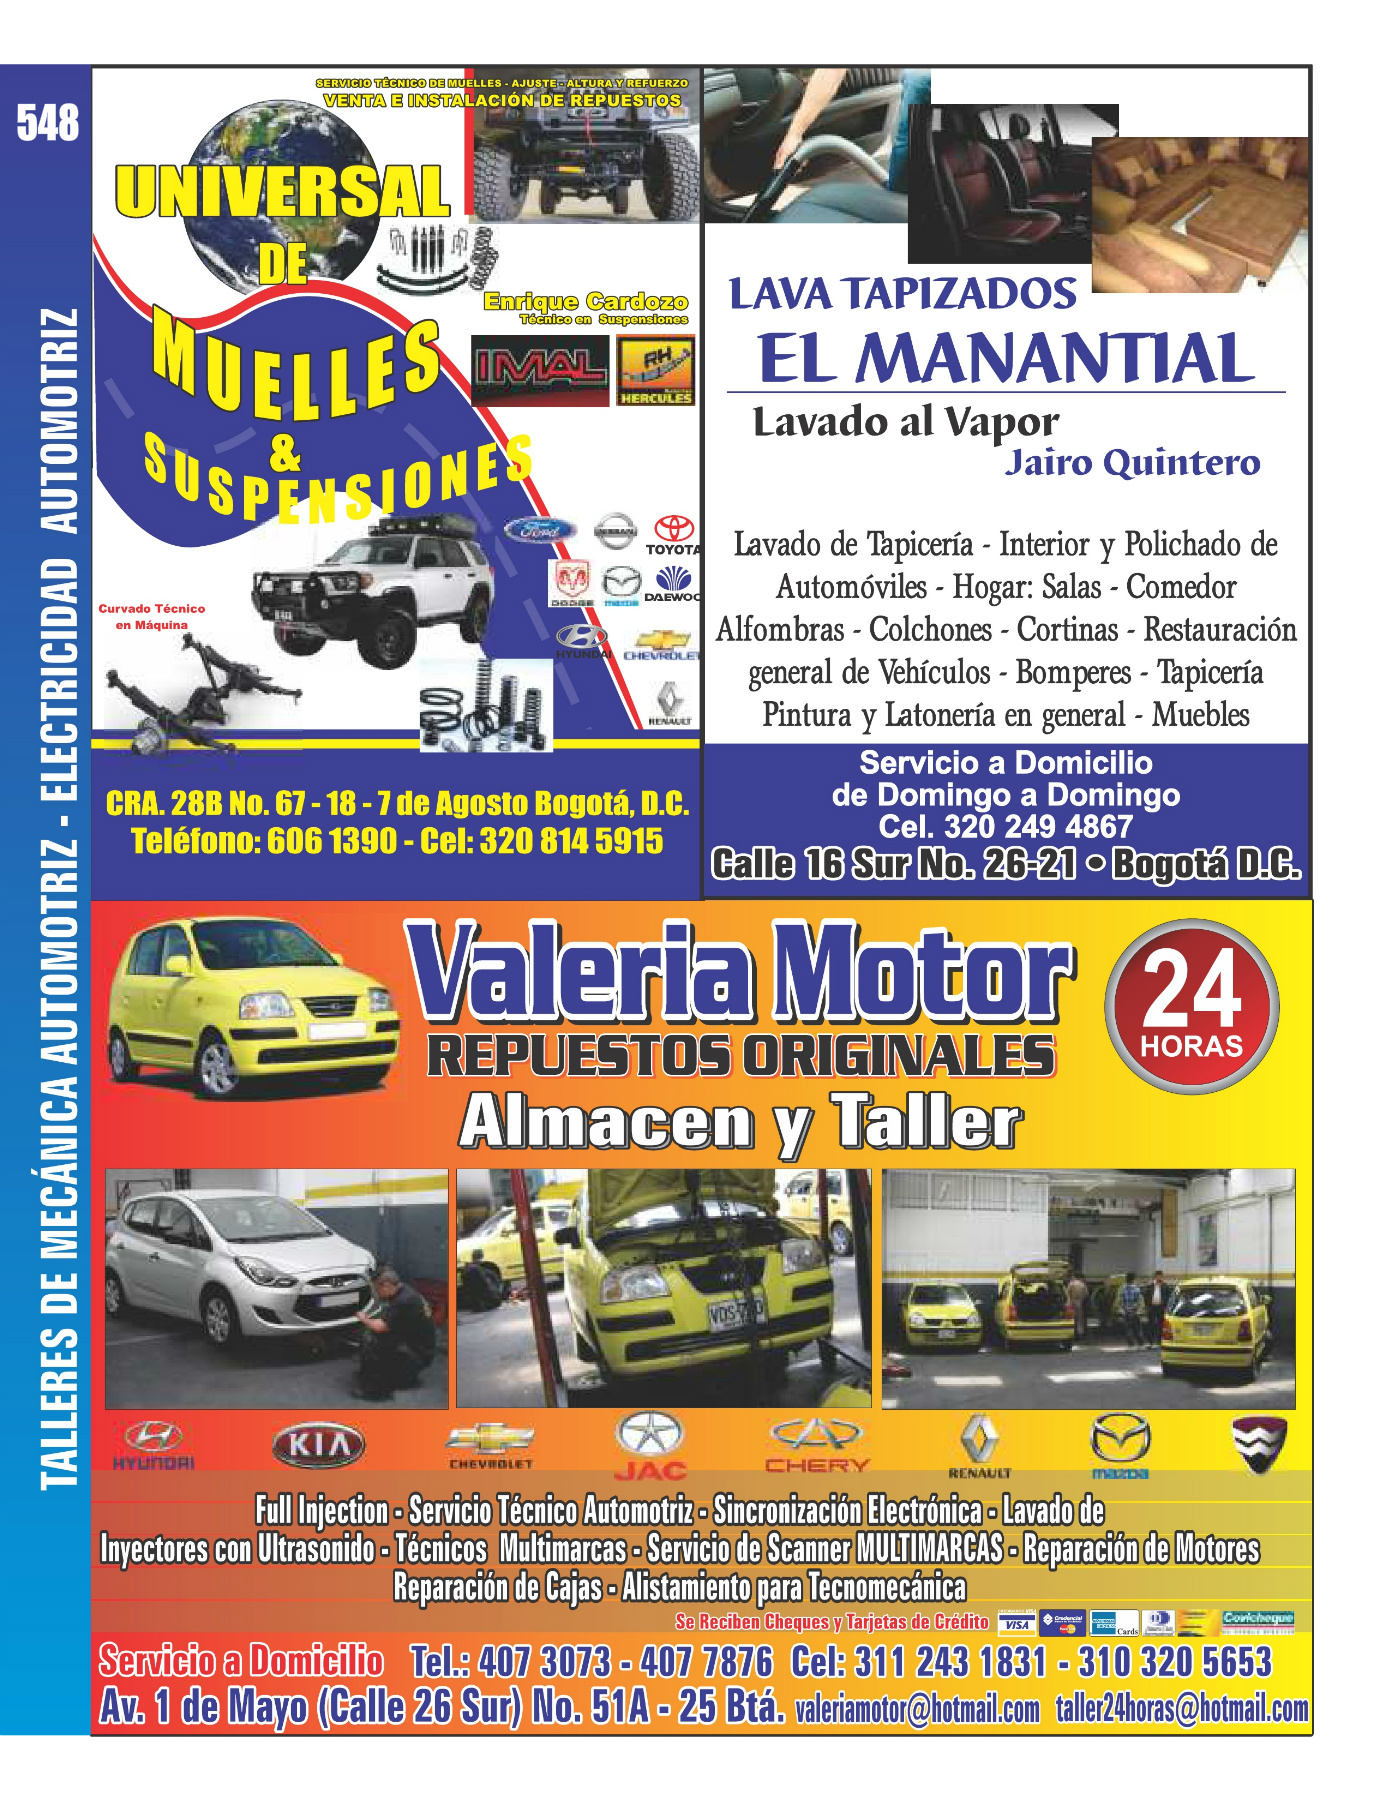 548
TALLERES DE MECÁNICA AUTOMOTRIZ - ELECTRICIDAD AUTOMOTRIZ
SERVICIO TÉCNICO DE MUELLES - AJUSTE - ALTURA Y REFUERZO
VENTA E INSTALACIÓN DE REPUESTOS
UNIVERSAL
DE
MUELLES
&
SUSPENSIONES
Enrique Cardozo
Técnico en Suspensiones
IMAL
RH
HERCULES
Ford
NISSAN
TOYOTA
DODGE
mazda
DAEWOO
HYUNDAI
CHEVROLET
RENAULT
Curvado Técnico
en Máquina
CRA. 28B No. 67 - 18 - 7 de Agosto Bogotá, D.C.
Teléfono: 606 1390 - Cel: 320 814 5915
LAVA TAPIZADOS
EL MANANTIAL
Lavado al Vapor
Jairo Quintero
Lavado de Tapicería - Interior y Polichado de
Automóviles - Hogar: Salas - Comedor
Alfombras - Colchones - Cortinas - Restauración
general de Vehículos - Bomperes - Tapicería
Pintura y Latonería en general - Muebles
Servicio a Domicilio
de Domingo a Domingo
Cel. 320 249 4867
Calle 16 Sur No. 26-21 • Bogotá D.C.
Valeria Motor
REPUESTOS ORIGINALES
Almacen y Taller
24
HORAS
HYUNDAI
KIA
CHEVROLET
JAC
CHERY
RENAULT
mazda
Full Injection - Servicio Técnico Automotriz - Sincronización Electrónica - Lavado de
Inyectores con Ultrasonido - Técnicos Multimarcas - Servicio de Scanner MULTIMARCAS - Reparación de Motores
Reparación de Cajas - Alistamiento para Tecnomecánica
Se Reciben Cheques y Tarjetas de Crédito
VISA
Credencial
Cards
Covicheque
Servicio a Domicilio Tel.: 407 3073 - 407 7876 Cel: 311 243 1831 - 310 320 5653
Av. 1 de Mayo (Calle 26 Sur) No. 51A - 25 Btá. valeriamotor@hotmail.com taller24horas@hotmail.com